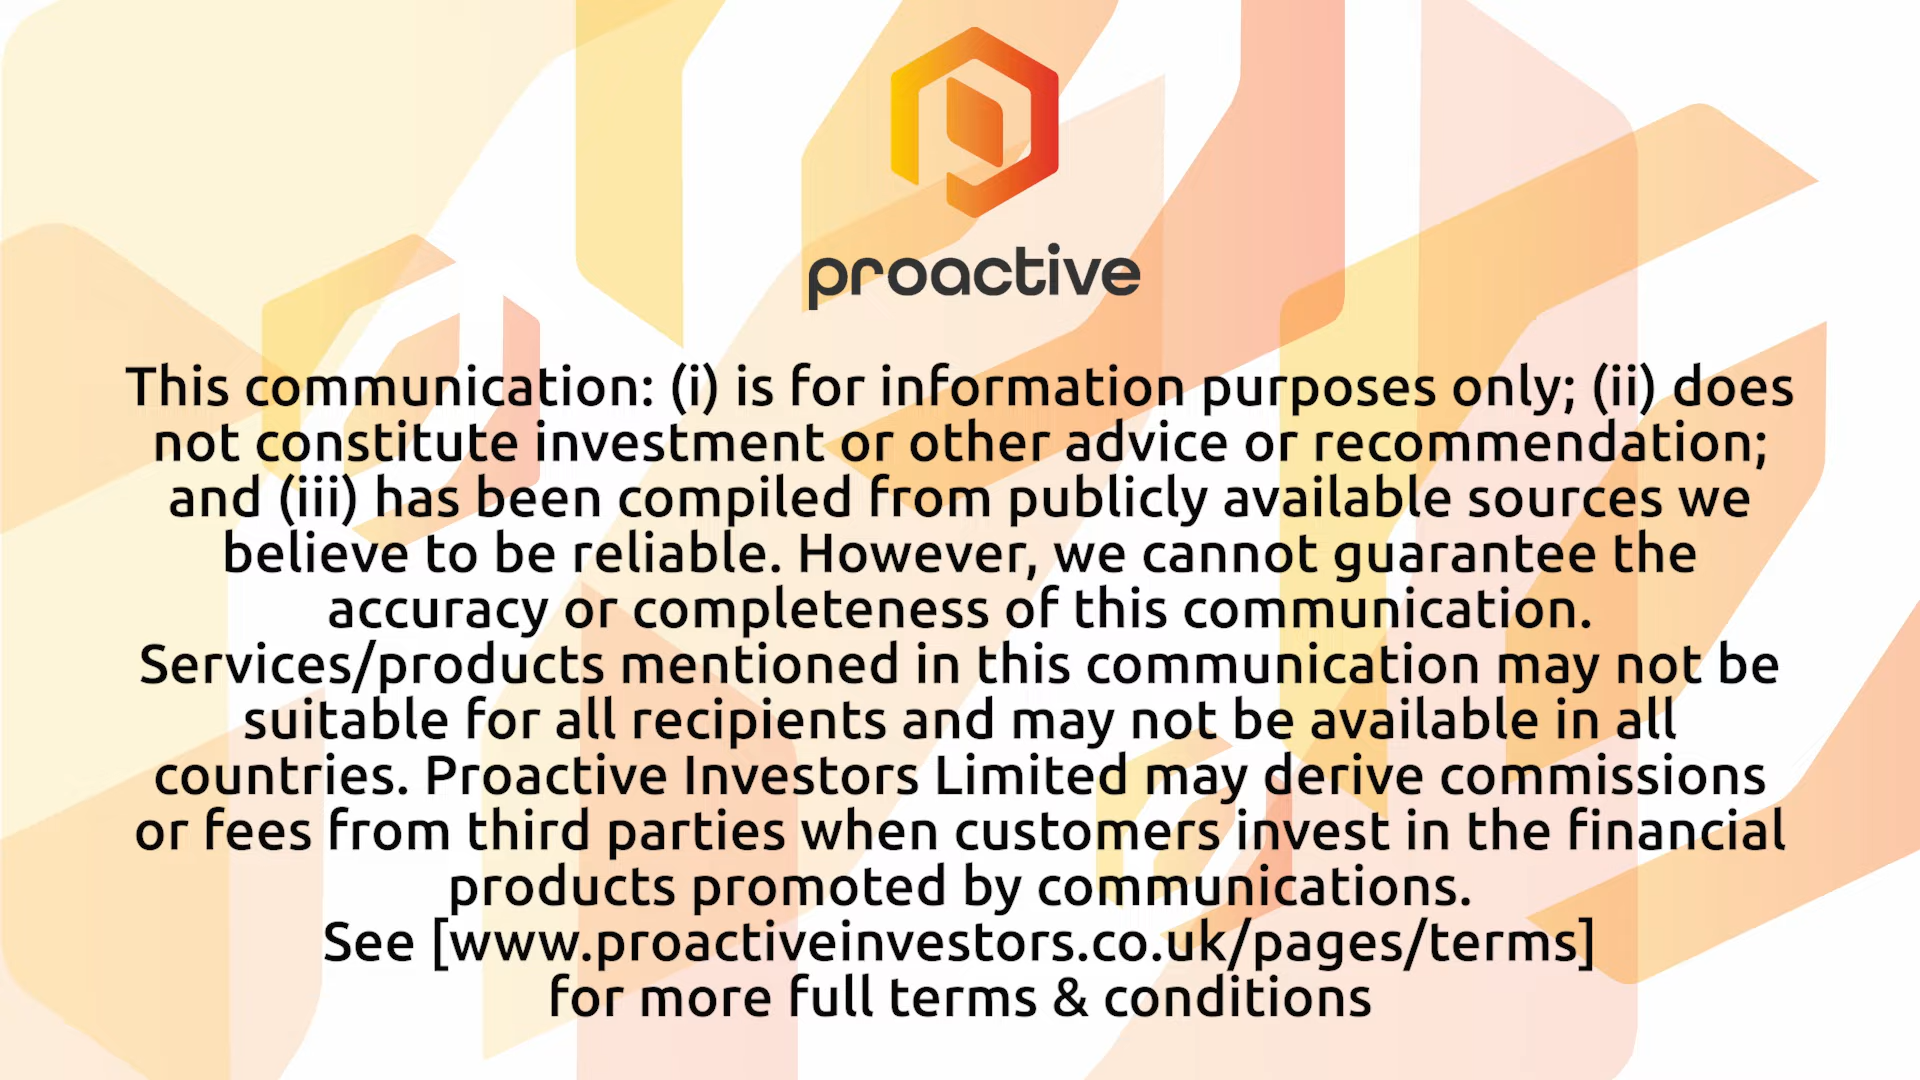 proactive
This communication: (i) is for information purposes only; (ii) does
not constitute investment or other advice or recommendation;
and (iii) has been compiled from publicly available sources we
believe to be reliable. However, we cannot guarantee the
accuracy or completeness of this communication.
Services/products mentioned in this communication may not be
suitable for all recipients and may not be available in all
countries. Proactive Investors Limited may derive commissions
or fees from third parties when customers invest in the financial
products promoted by communications.
See [www.proactiveinvestors.co.uk/pages/terms]
for more full terms & conditions